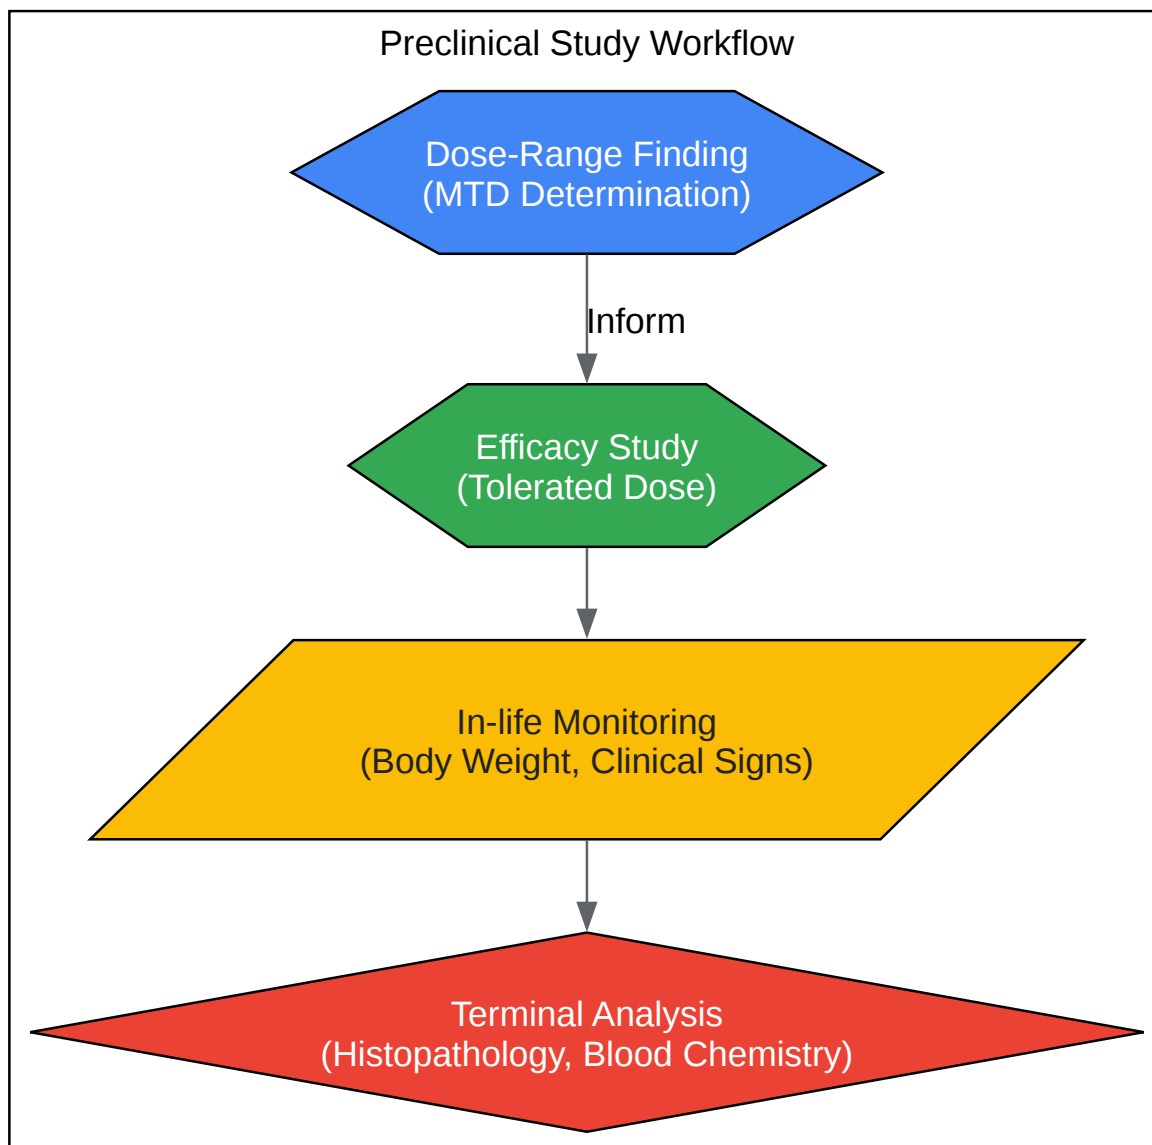 Preclinical Study Workflow
Dose-Range Finding
(MTD Determination)
Inform
Efficacy Study
(Tolerated Dose)
In-life Monitoring
(Body Weight, Clinical Signs)
Terminal Analysis
(Histopathology, Blood Chemistry)